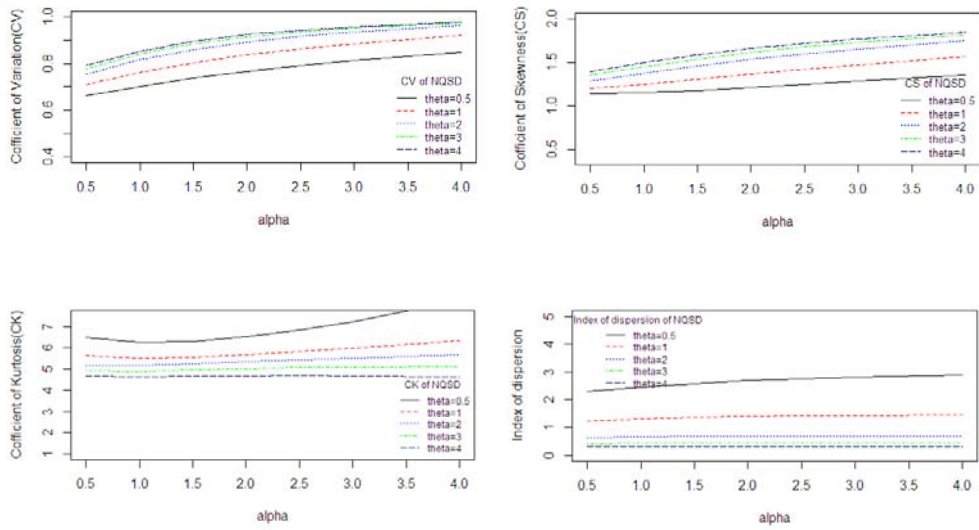 Cofficient of Variation(CV)
1.0
0.8
0.6
0.4
CV of NQSD
theta=0.5
theta=1
theta=2
theta=3
theta=4
0.5 1.0 1.5 2.0 2.5 3.0 3.5 4.0
alpha
Cofficient of Skewness(CS)
2.0
1.5
1.0
0.5
CS of NQSD
theta=0.5
theta=1
theta=2
theta=3
theta=4
0.5 1.0 1.5 2.0 2.5 3.0 3.5 4.0
alpha
Coefficient of Kurtosis(CK)
7
6
5
4
3
2
1
CK of NQSD
theta=0.5
theta=1
theta=2
theta=3
theta=4
0.5 1.0 1.5 2.0 2.5 3.0 3.5 4.0
alpha
Index of dispersion
5
4
3
2
1
0
Index of dispersion of NQSD
theta=0.5
theta=1
theta=2
theta=3
theta=4
0.5 1.0 1.5 2.0 2.5 3.0 3.5 4.0
alpha